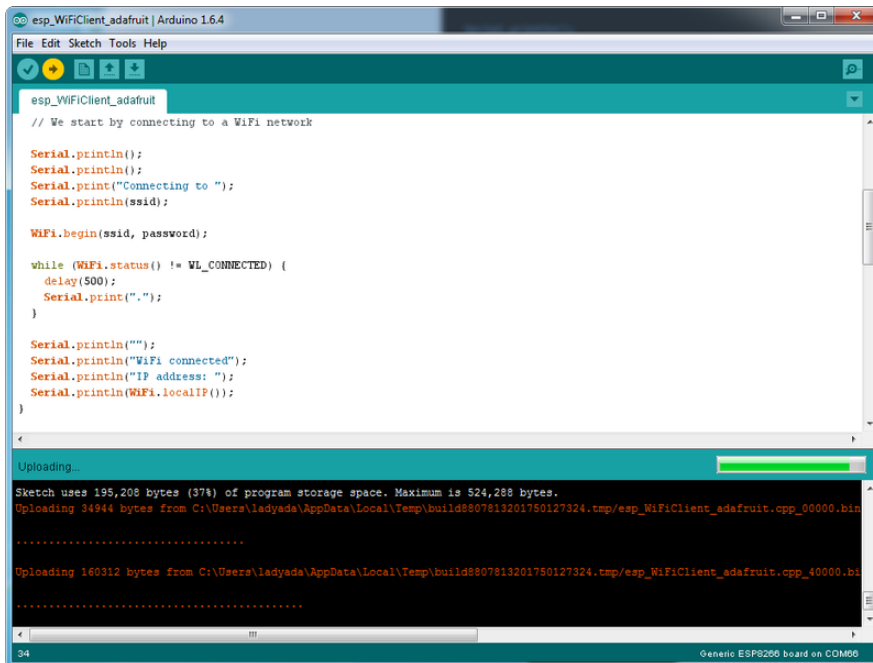 esp_WiFiClient_adafruit | Arduino 1.6.4
File Edit Sketch Tools Help
esp_WiFiClient_adafruit
// We start by connecting to a WiFi network
Serial.println();
Serial.println();
Serial.print("Connecting to ");
Serial.println(ssid);
WiFi.begin(ssid, password);
while (WiFi.status() != WL_CONNECTED) {
delay(500);
Serial.print(".");
}
Serial.println("");
Serial.println("WiFi connected");
Serial.println("IP address: ");
Serial.println(WiFi.localIP());
}
Uploading...
Sketch uses 195,208 bytes (37%) of program storage space. Maximum is 524,288 bytes.
Uploading 34944 bytes from C:\Users\ladyada\AppData\Local\Temp\build8807813201750127324.tmp/esp_WiFiClient_adafruit.cpp_00000.bin
...................................
Uploading 160312 bytes from C:\Users\ladyada\AppData\Local\Temp\build8807813201750127324.tmp/esp_WiFiClient_adafruit.cpp_40000.bi
............................................
34 Generic ESP8266 board on COM66